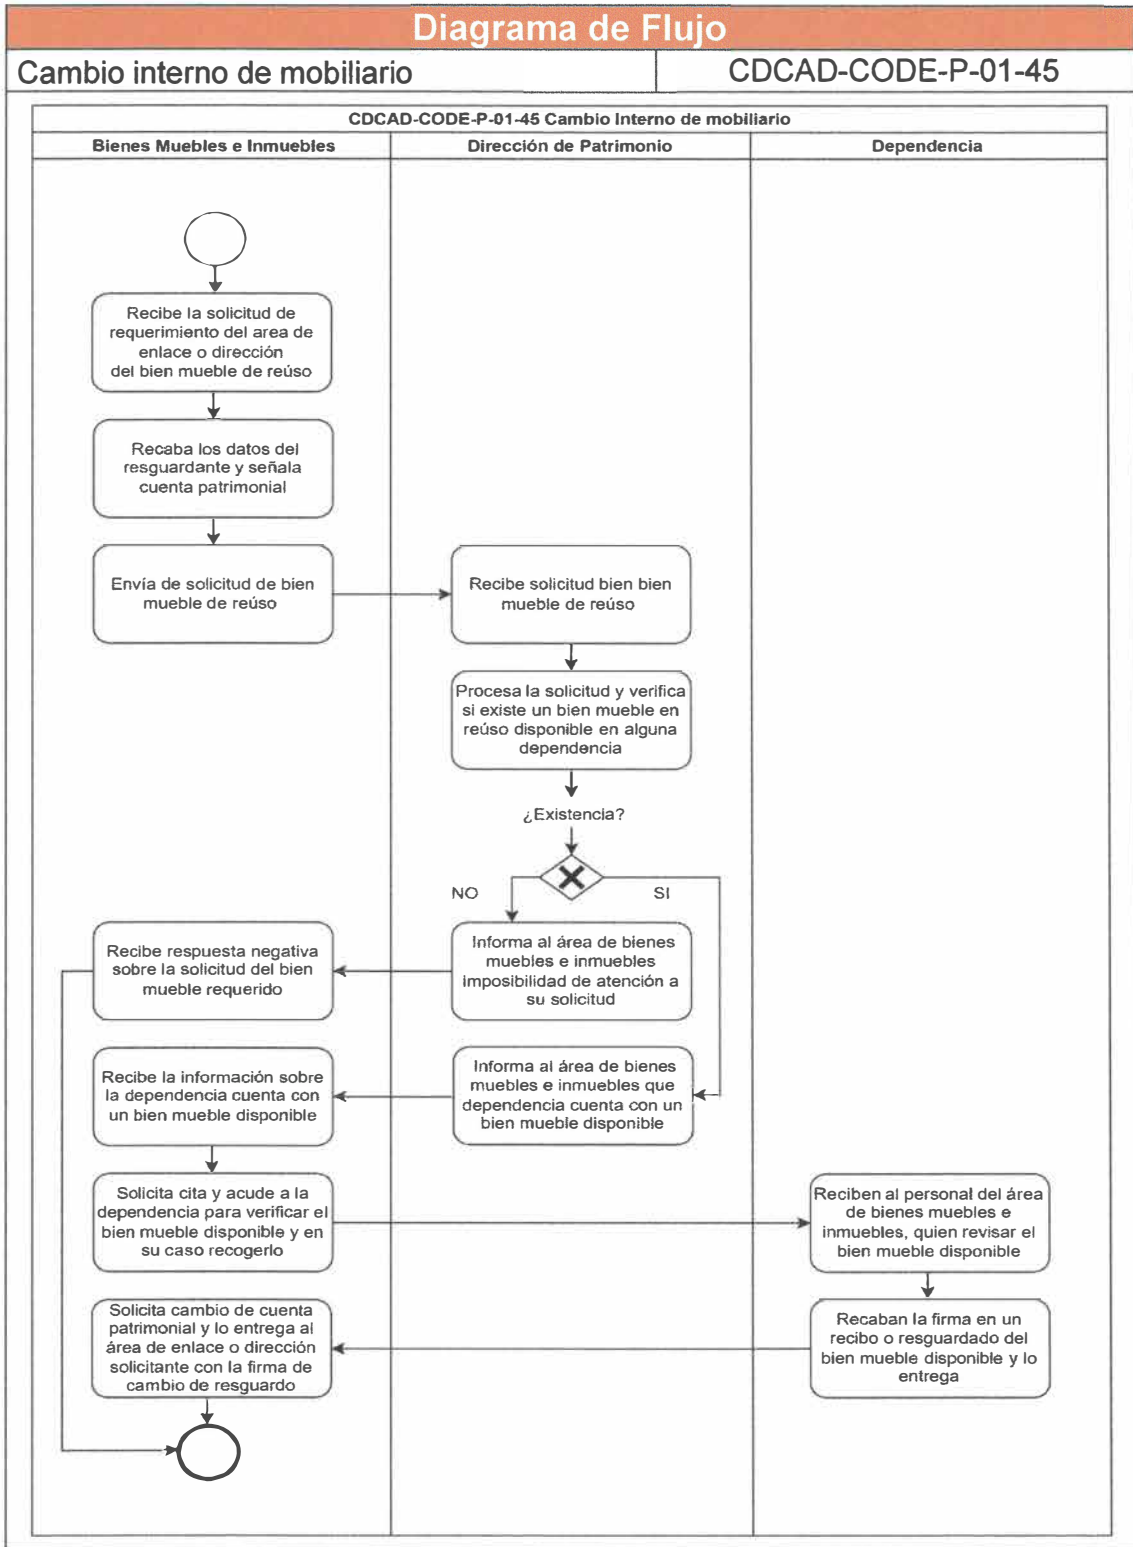 Diagrama de Flujo
Cambio interno de mobiliario
CDCAD-CODE-P-01-45
CDCAD-CODE-P-01-45 Cambio Interno de mobiliario
Bienes Muebles e Inmuebles
Dirección de Patrimonio
Dependencia
Recibe la solicitud de
requerimiento del area de
enlace o dirección
del bien mueble de reúso
Recaba los datos del
resguardante y señala
cuenta patrimonial
Envía de solicitud de bien
mueble de reúso
Recibe solicitud bien bien
mueble de reúso
Procesa la solicitud y verifica
si existe un bien mueble en
reúso disponible en alguna
dependencia
¿Existencia?
NO
SI
Informa al área de bienes
muebles e inmuebles
imposibilidad de atención a
su solicitud
Recibe respuesta negativa
sobre la solicitud del bien
mueble requerido
Informa al área de bienes
muebles e inmuebles que
dependencia cuenta con un
bien mueble disponible
Recibe la información sobre
la dependencia cuenta con
un bien mueble disponible
Solicita cita y acude a la
dependencia para verificar el
bien mueble disponible y en
su caso recogerlo
Reciben al personal del área
de bienes muebles e
inmuebles, quien revisar el
bien mueble disponible
Recaban la firma en un
recibo o resguardado del
bien mueble disponible y lo
entrega
Solicita cambio de cuenta
patrimonial y lo entrega al
área de enlace o dirección
solicitante con la firma de
cambio de resguardo